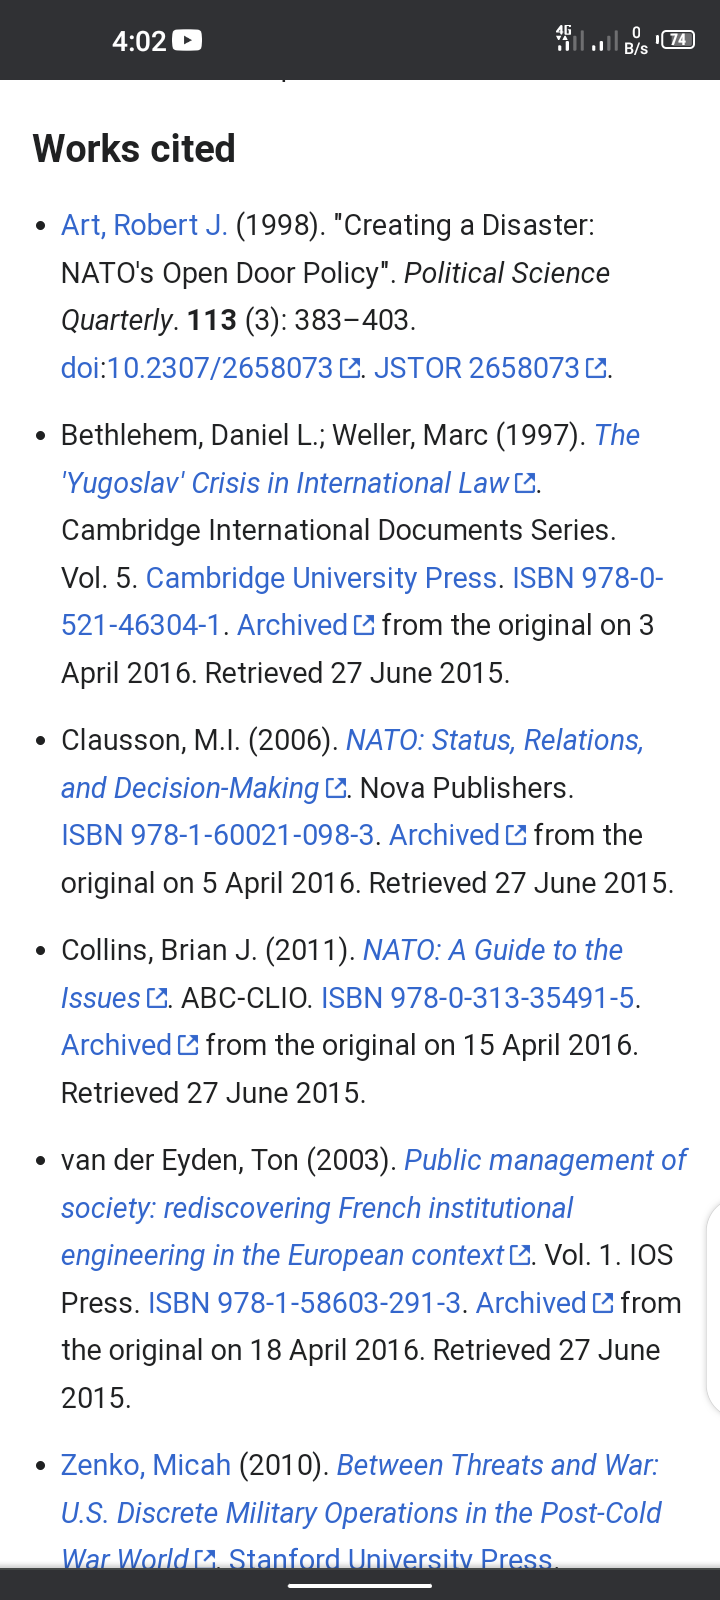 4:02
4G
0
B/s
74
Works cited
• Art, Robert J. (1998). "Creating a Disaster:
NATO's Open Door Policy". Political Science
Quarterly. 113 (3): 383–403.
doi:10.2307/2658073. JSTOR 2658073.
• Bethlehem, Daniel L.; Weller, Marc (1997). The
'Yugoslav' Crisis in International Law.
Cambridge International Documents Series.
Vol. 5. Cambridge University Press. ISBN 978-0-
521-46304-1. Archived from the original on 3
April 2016. Retrieved 27 June 2015.
• Clausson, M.I. (2006). NATO: Status, Relations,
and Decision-Making. Nova Publishers.
ISBN 978-1-60021-098-3. Archived from the
original on 5 April 2016. Retrieved 27 June 2015.
• Collins, Brian J. (2011). NATO: A Guide to the
Issues. ABC-CLIO. ISBN 978-0-313-35491-5.
Archived from the original on 15 April 2016.
Retrieved 27 June 2015.
• van der Eyden, Ton (2003). Public management of
society: rediscovering French institutional
engineering in the European context. Vol. 1. IOS
Press. ISBN 978-1-58603-291-3. Archived from
the original on 18 April 2016. Retrieved 27 June
2015.
• Zenko, Micah (2010). Between Threats and War:
U.S. Discrete Military Operations in the Post-Cold
War World. Stanford University Press.